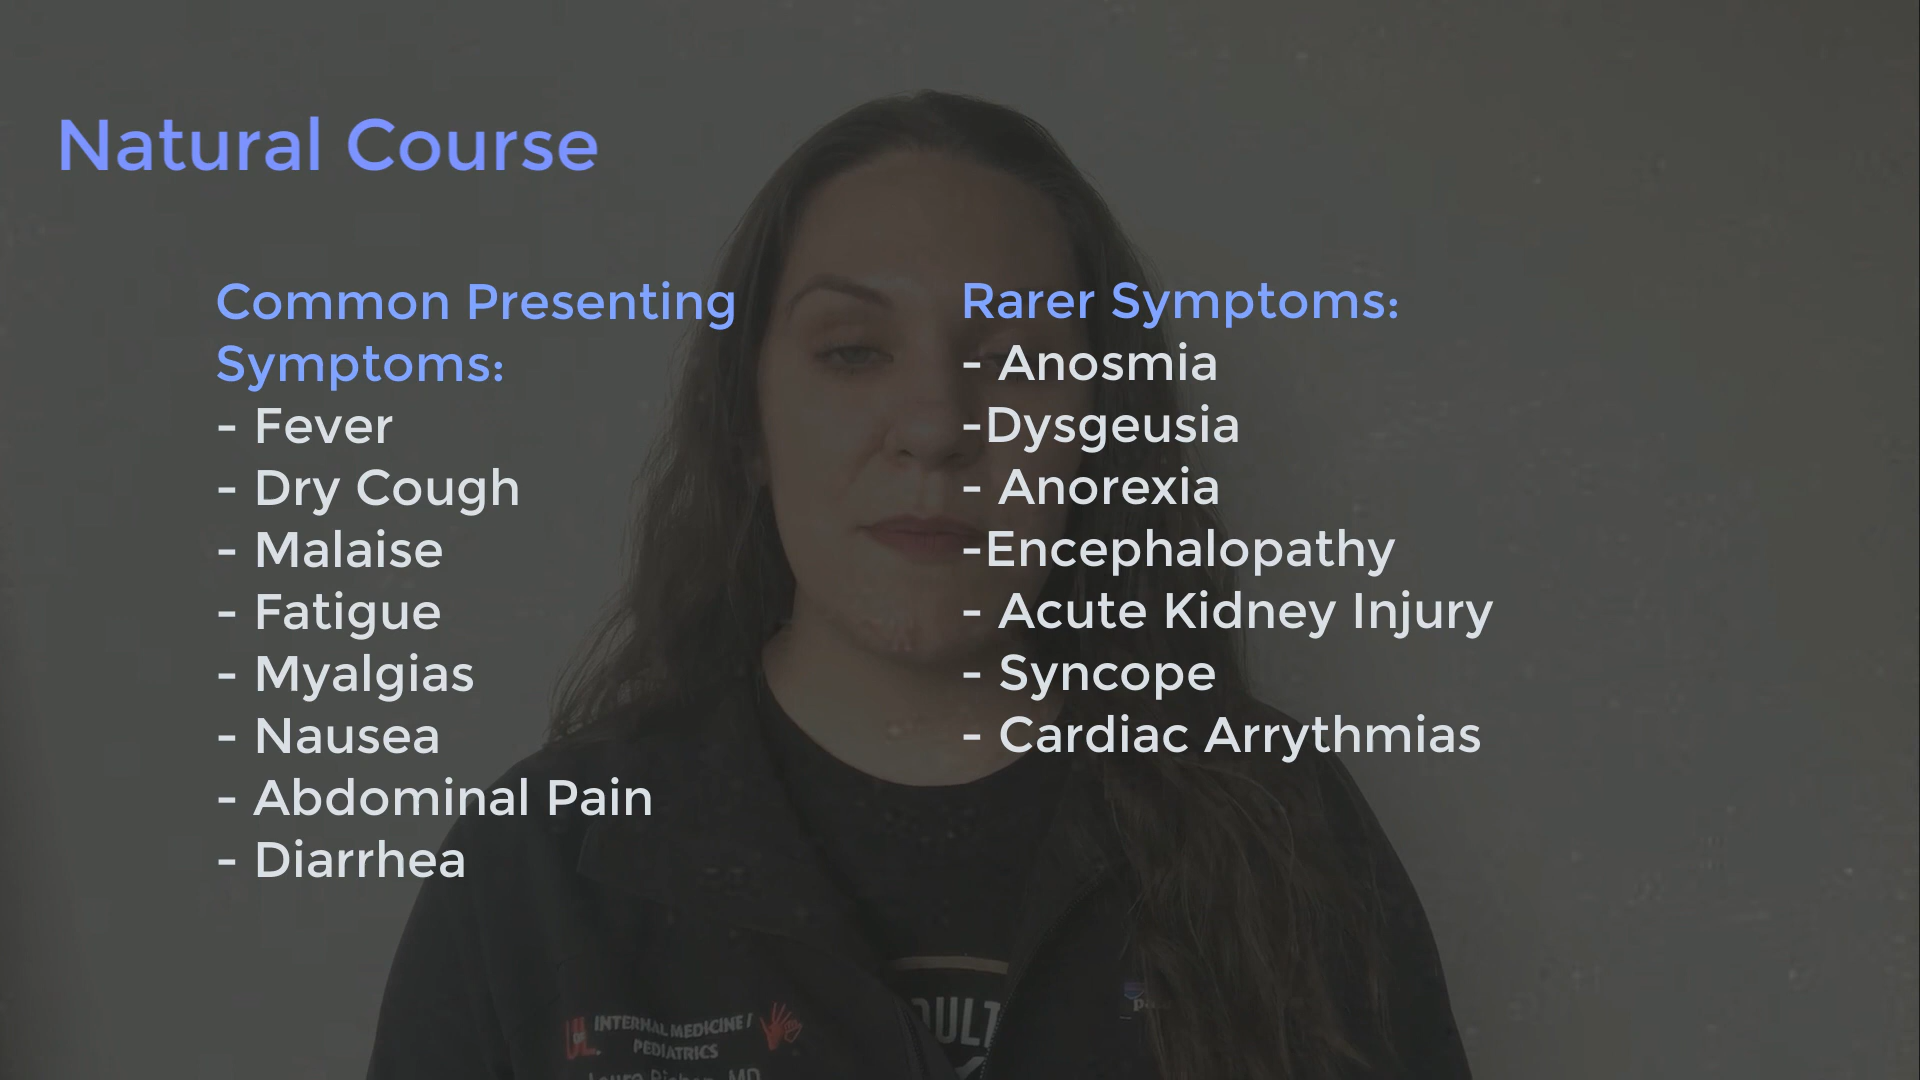 Natural Course
Common Presenting
Symptoms:
- Fever
- Dry Cough
- Malaise
- Fatigue
- Myalgias
- Nausea
- Abdominal Pain
- Diarrhea
Rarer Symptoms:
- Anosmia
-Dysgeusia
- Anorexia
-Encephalopathy
- Acute Kidney Injury
- Syncope
- Cardiac Arrythmias
INTERNAL MEDICINE /
PEDIATRICS
MD